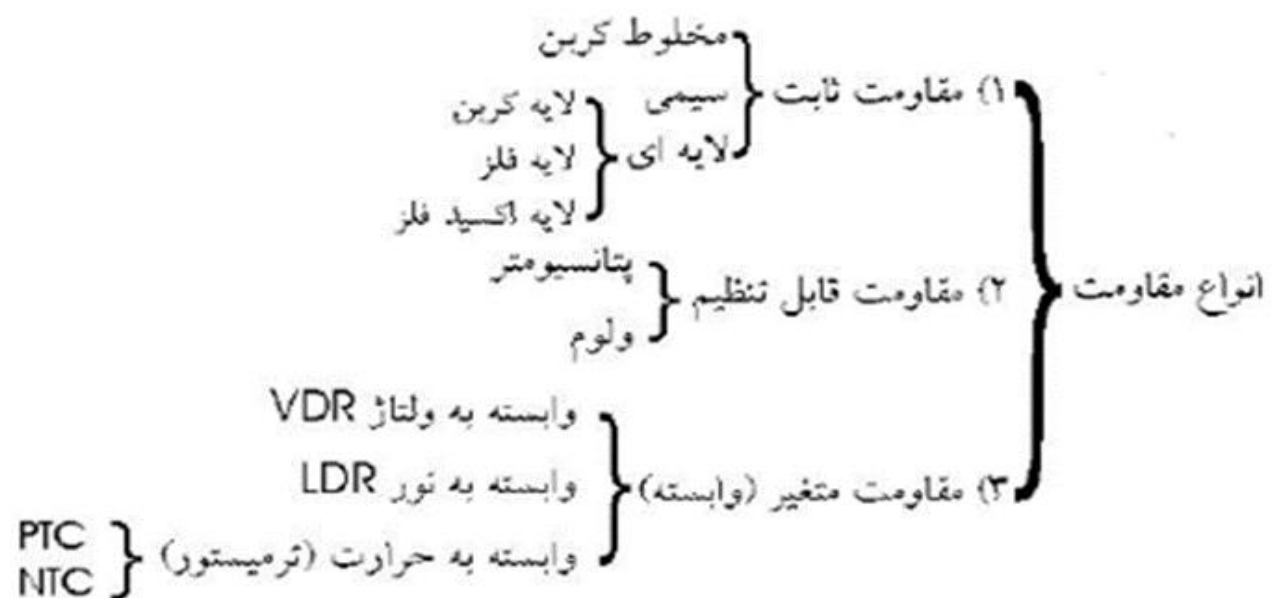 انواع مقاومت
۱) مقاومت ثابت
مخلوط کربن
سیمی
لایه ای
لایه کربن
لایه فلز
لایه اکسید فلز
۲) مقاومت قابل تنظیم
پتانسیومتر
ولوم
۳) مقاومت متغیر (وابسته)
وابسته به ولتاژ VDR
وابسته به نور LDR
وابسته به حرارت (ترمیستور)
PTC
NTC